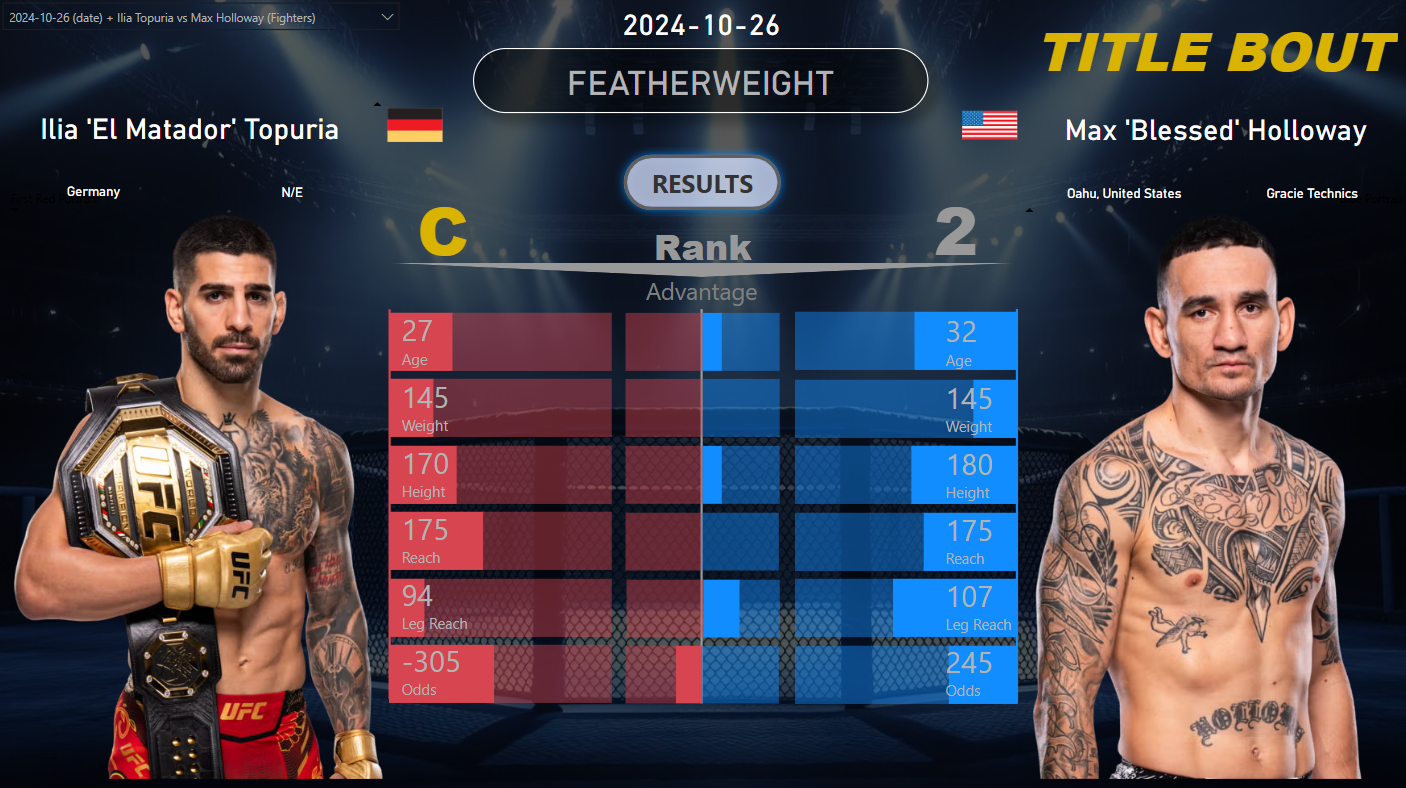 2024-10-26 (date) + Ilia Topuria vs Max Holloway (Fighters)
2024-10-26
TITLE BOUT
FEATHERWEIGHT
Ilia 'El Matador' Topuria
Max 'Blessed' Holloway
Germany
N/E
RESULTS
Oahu, United States
Gracie Technics
C
Rank
2
Advantage
27
Age
32
Age
145
Weight
145
Weight
170
Height
180
Height
175
Reach
175
Reach
94
Leg Reach
107
Leg Reach
-305
Odds
245
Odds
UFC
UFC
UFC
UFC
HOLLOWAY